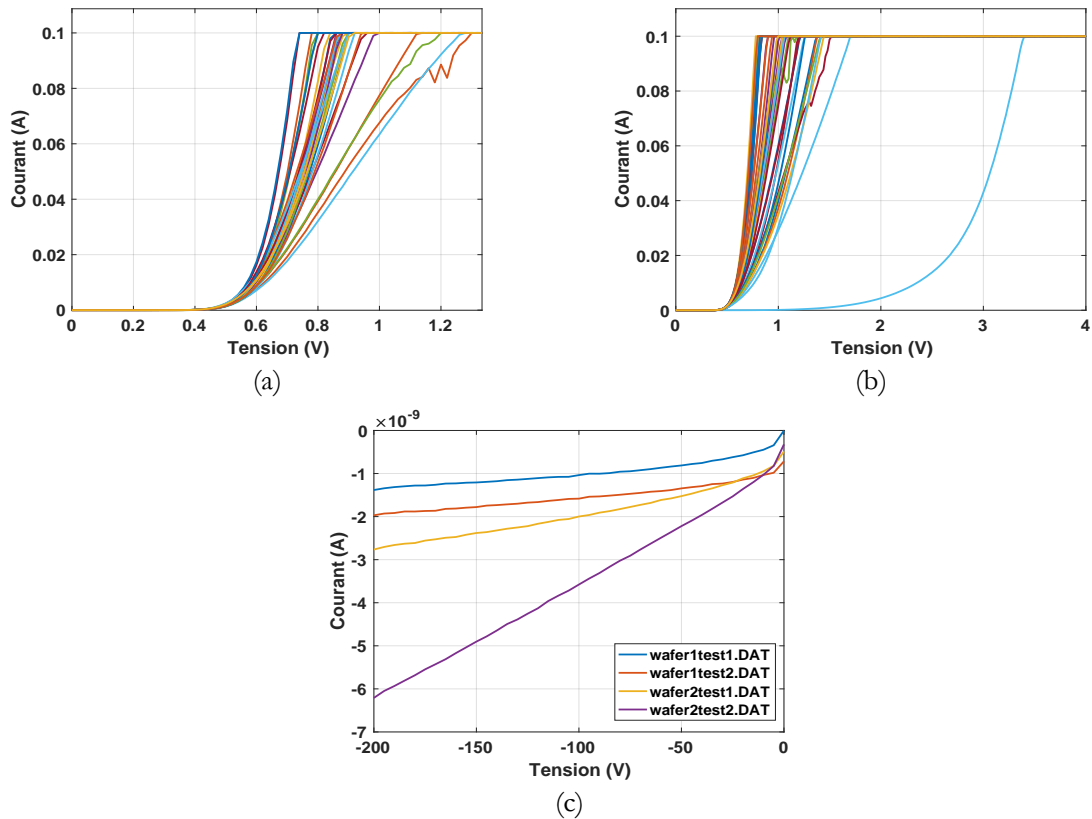 0.1
0.08
0.06
0.04
0.02
0
Courant (A)
0 0.2 0.4 0.6 0.8 1 1.2
Tension (V)
(a)
0.1
0.08
0.06
0.04
0.02
0
Courant (A)
0 1 2 3 4
Tension (V)
(b)
×10⁻⁹
0
-1
-2
-3
-4
-5
-6
-7
Courant (A)
wafer1test1.DAT
wafer1test2.DAT
wafer2test1.DAT
wafer2test2.DAT
-200 -150 -100 -50 0
Tension (V)
(c)